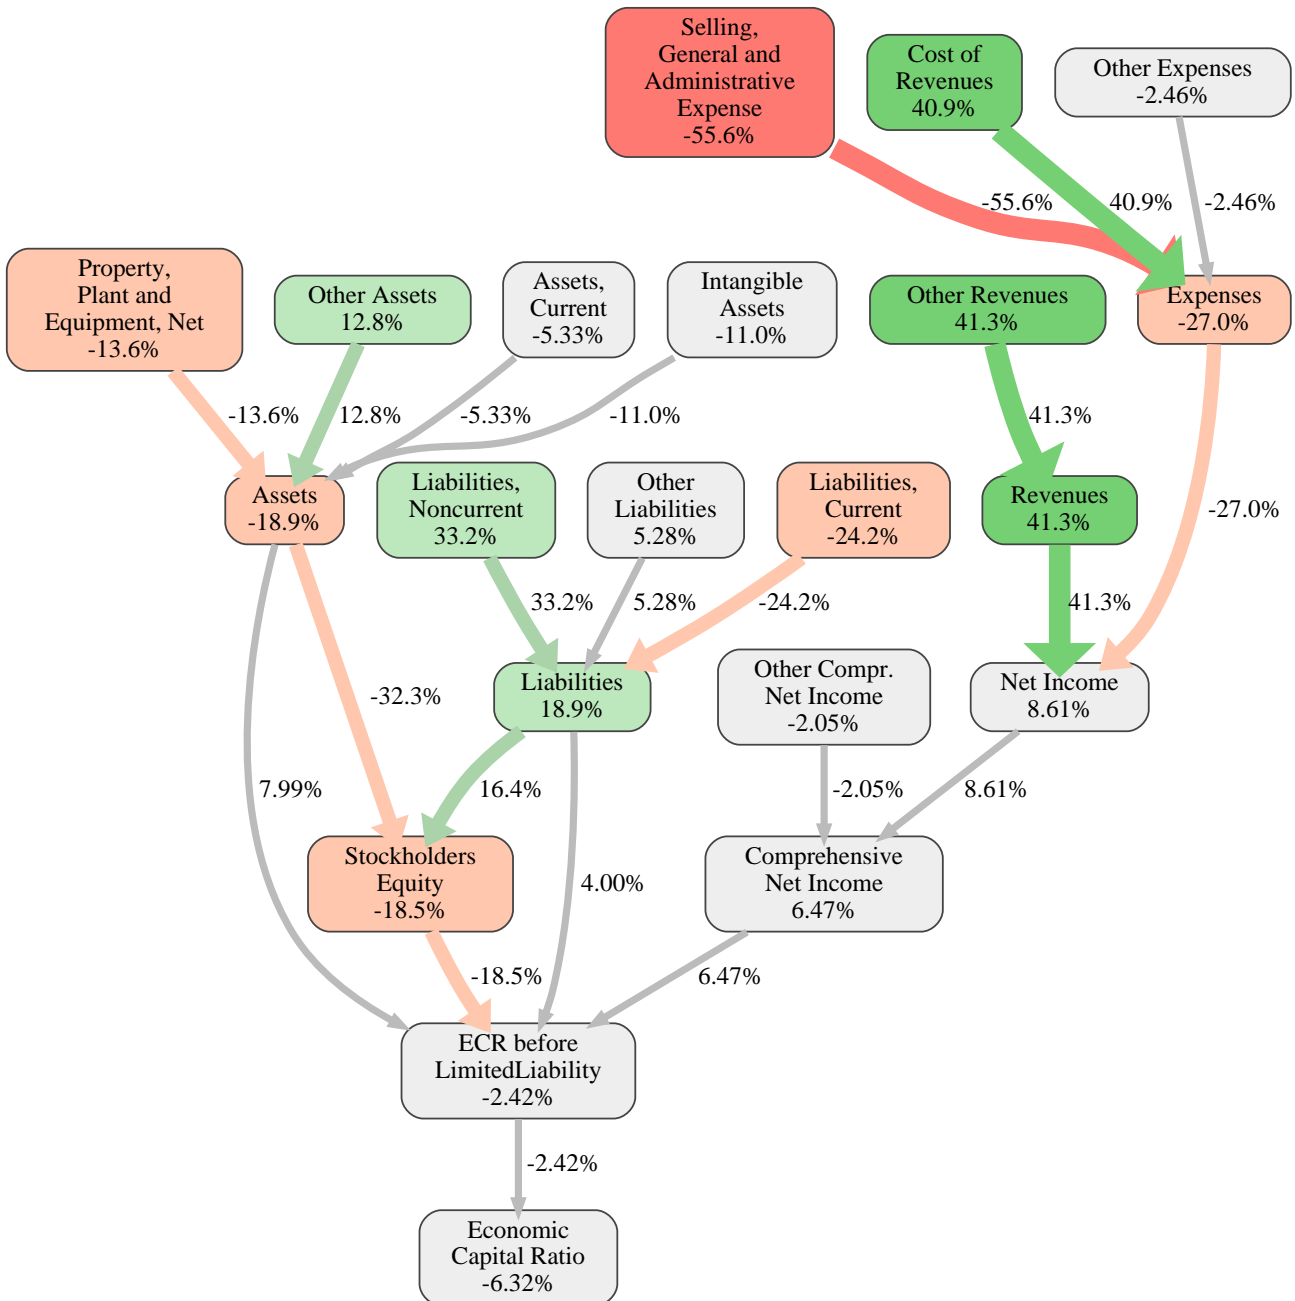 Selling,
General and
Administrative
Expense
-55.6%
Cost of
Revenues
40.9%
Other Expenses
-2.46%
-55.6%
40.9%
-2.46%
Property,
Plant and
Equipment, Net
-13.6%
Other Assets
12.8%
Assets,
Current
-5.33%
Intangible
Assets
-11.0%
Other Revenues
41.3%
Expenses
-27.0%
-13.6%
12.8%
-5.33%
-11.0%
41.3%
-27.0%
Assets
-18.9%
Liabilities,
Noncurrent
33.2%
Other
Liabilities
5.28%
Liabilities,
Current
-24.2%
Revenues
41.3%
33.2%
5.28%
-24.2%
41.3%
-32.3%
Liabilities
18.9%
Other Compr.
Net Income
-2.05%
Net Income
8.61%
7.99%
16.4%
-2.05%
8.61%
Stockholders
Equity
-18.5%
4.00%
Comprehensive
Net Income
6.47%
-18.5%
6.47%
ECR before
LimitedLiability
-2.42%
-2.42%
Economic
Capital Ratio
-6.32%